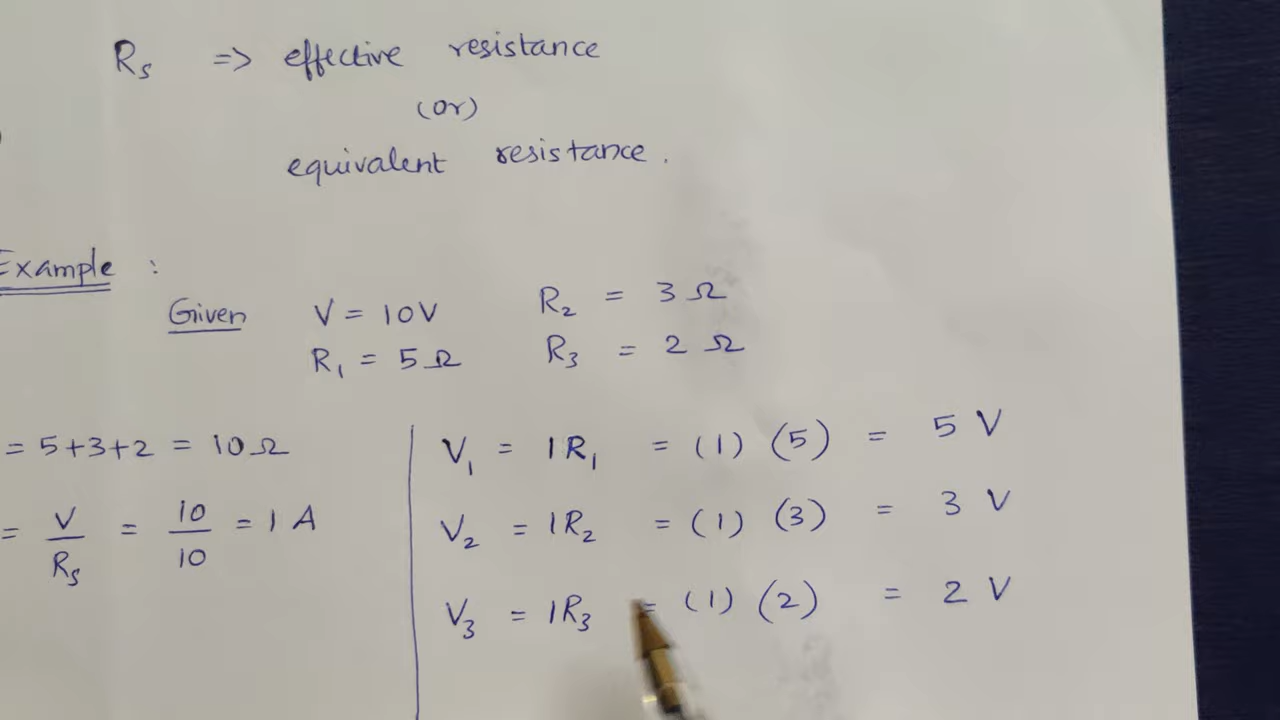 Rs => effective resistance
(or)
equivalent resistance.
Example :
Given V = 10V R2 = 3 Ω
R1 = 5 Ω R3 = 2 Ω
= 5+3+2 = 10 Ω
= V/Rs = 10/10 = 1 A
V1 = IR1 = (1) (5) = 5 V
V2 = IR2 = (1) (3) = 3 V
V3 = IR3 = (1) (2) = 2 V